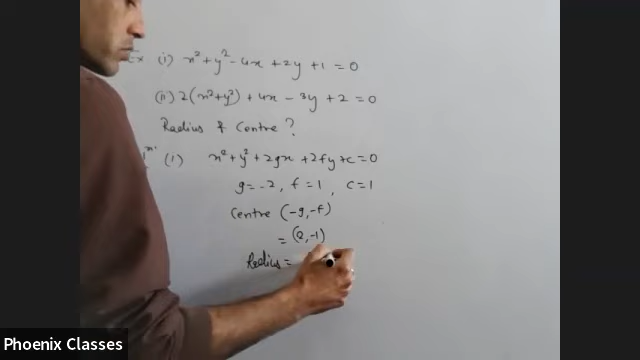 Ex (i) x² + y² - 4x + 2y + 1 = 0
(ii) 2(x² + y²) + 4x - 3y + 2 = 0
Radius & Centre ?
(i) x² + y² + 2gx + 2fy + c = 0
g = -2, f = 1, c = 1
Centre (-g, -f)
= (2, -1)
Radius =
Phoenix Classes